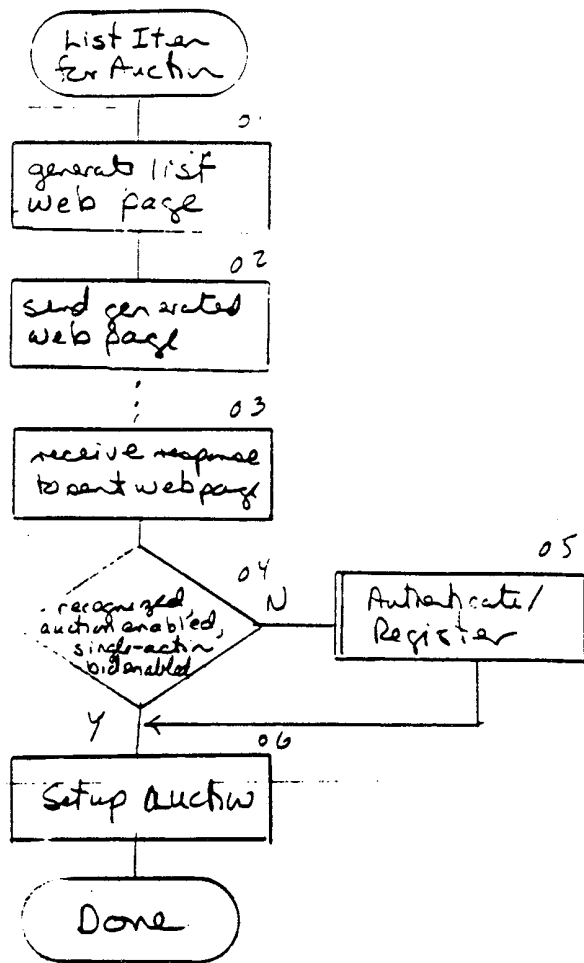 List Item
for Auction
0
generate list
web page
02
send generated
web page
03
receive response
to sent web page
04
recognized,
auction enabled,
single-action
bid enabled
N
05
Authenticate/
Register
Y
06
Setup auction
Done